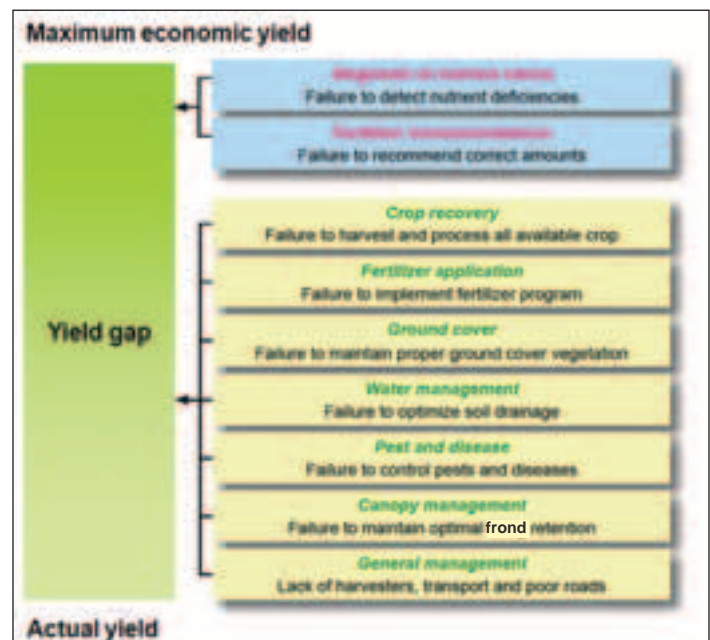 Maximum economic yield
Failure to detect nutrient deficiencies
Failure to recommend correct amounts
Crop recovery
Failure to harvest and process all available crop
Fertilizer application
Failure to implement fertilizer program
Ground cover
Failure to maintain proper ground cover vegetation
Yield gap
Water management
Failure to optimize soil drainage
Pest and disease
Failure to control pests and diseases
Canopy management
Failure to maintain optimal frond retention
General management
Lack of harvesters, transport and poor roads
Actual yield